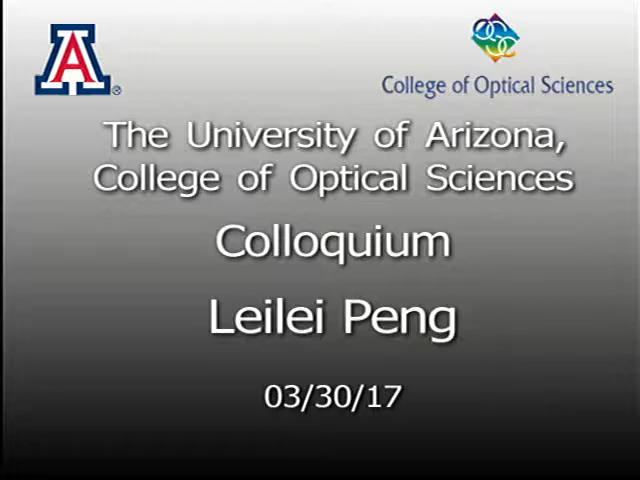 A®
College of Optical Sciences
The University of Arizona,
College of Optical Sciences
Colloquium
Leilei Peng
03/30/17